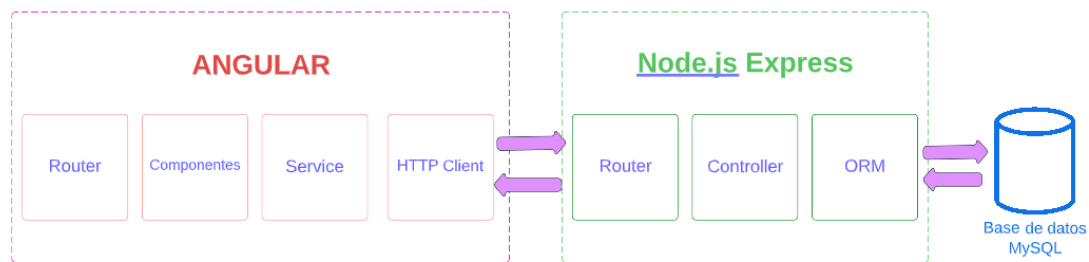 ANGULAR
Router
Componentes
Service
HTTP Client
Node.js Express
Router
Controller
ORM
Base de datos
MySQL